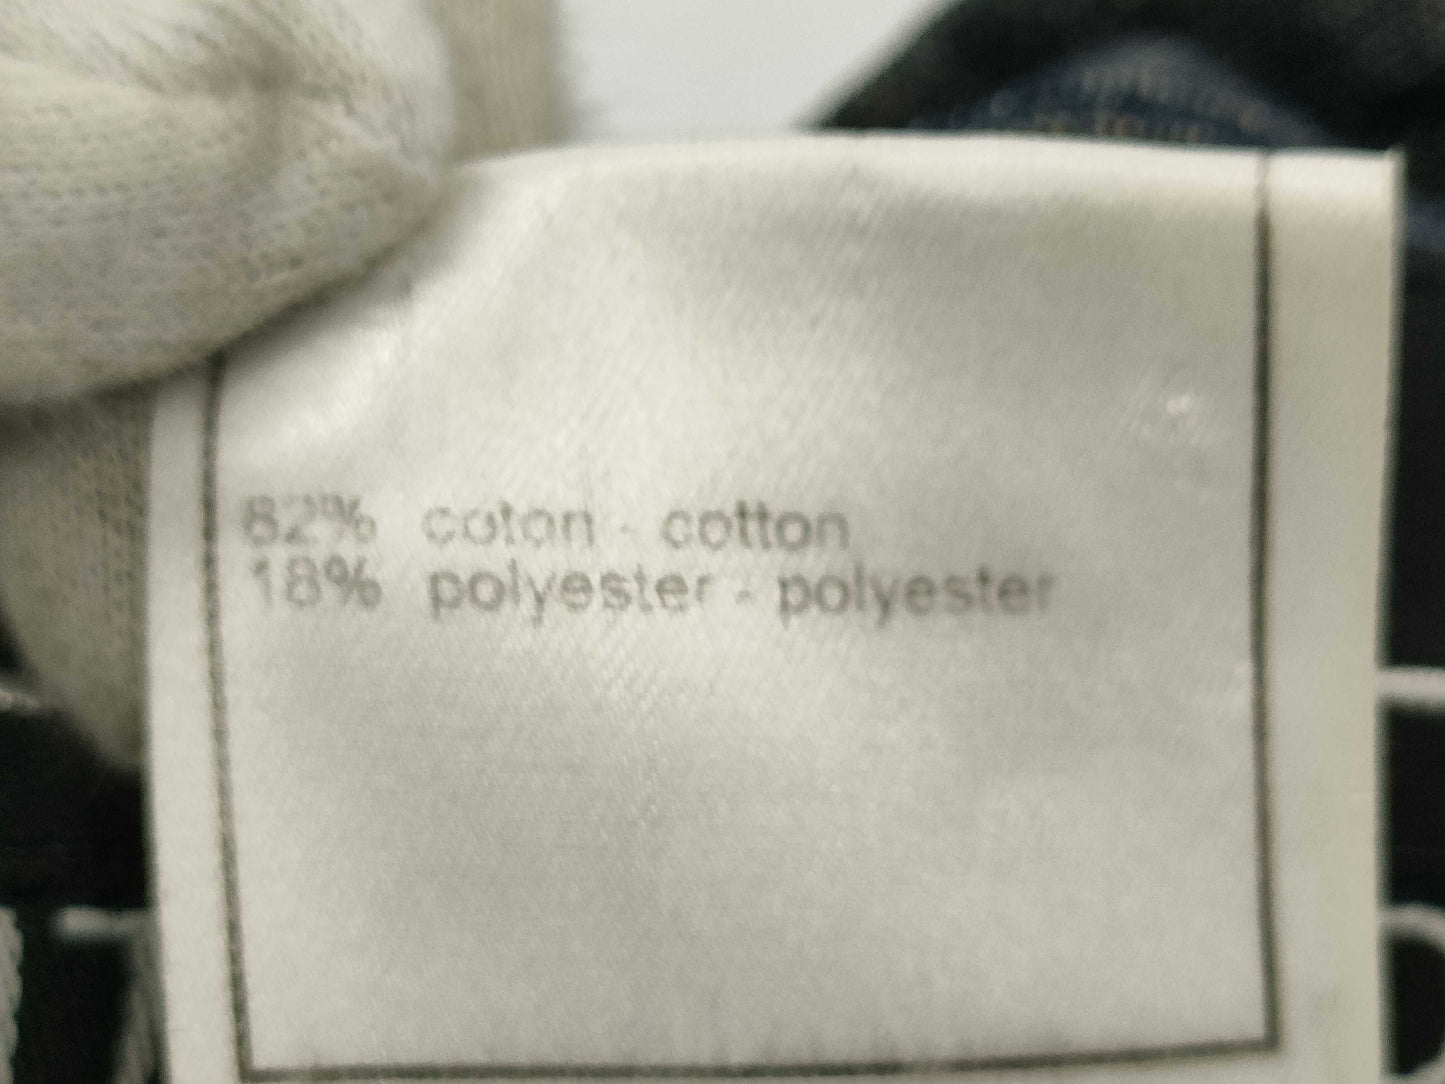 82% coton - cotton
18% polyester - polyester